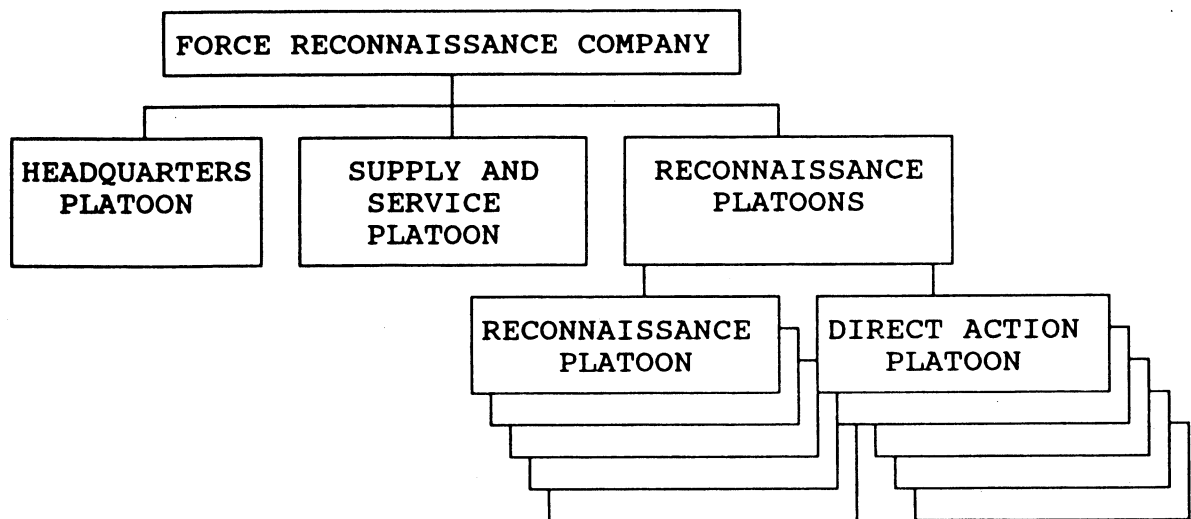 FORCE RECONNAISSANCE COMPANY
HEADQUARTERS
PLATOON
SUPPLY AND
SERVICE
PLATOON
RECONNAISSANCE
PLATOONS
RECONNAISSANCE
PLATOON
DIRECT ACTION
PLATOON